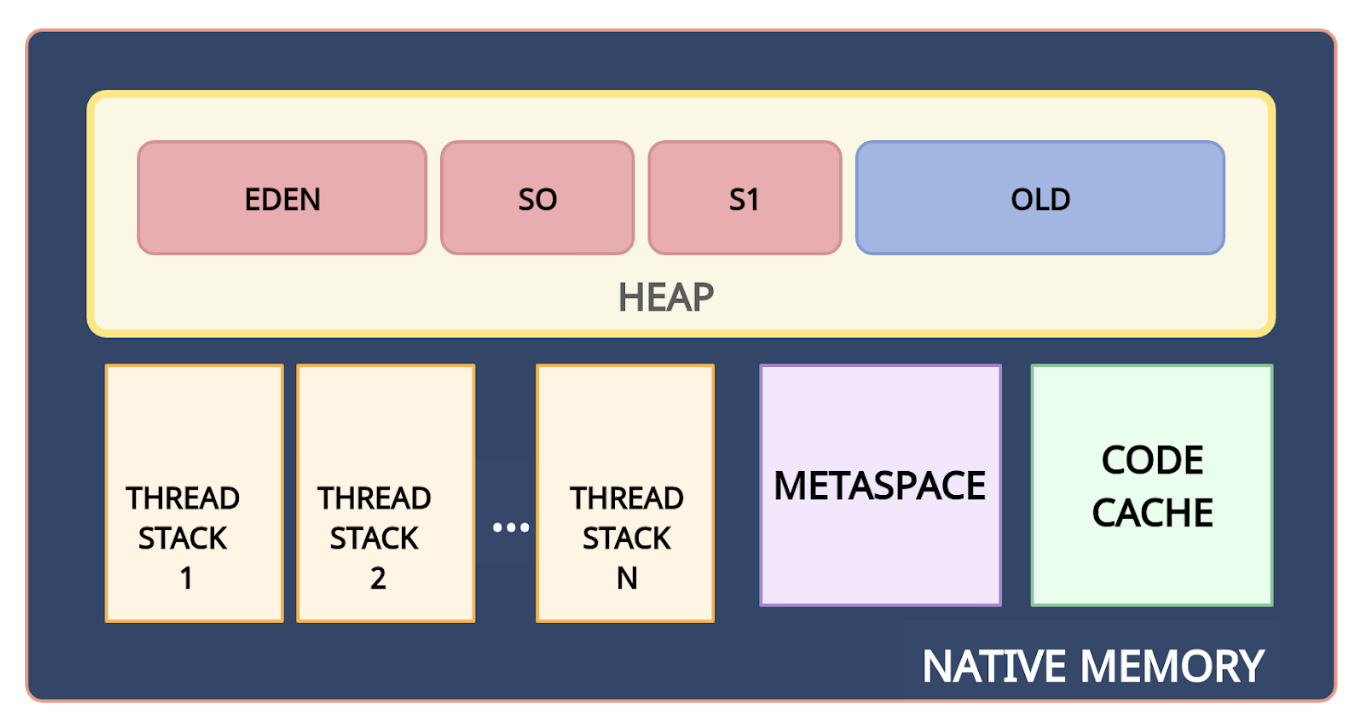 EDEN
SO
S1
OLD
HEAP
THREAD
STACK
1
THREAD
STACK
2
...
THREAD
STACK
N
METASPACE
CODE
CACHE
NATIVE MEMORY